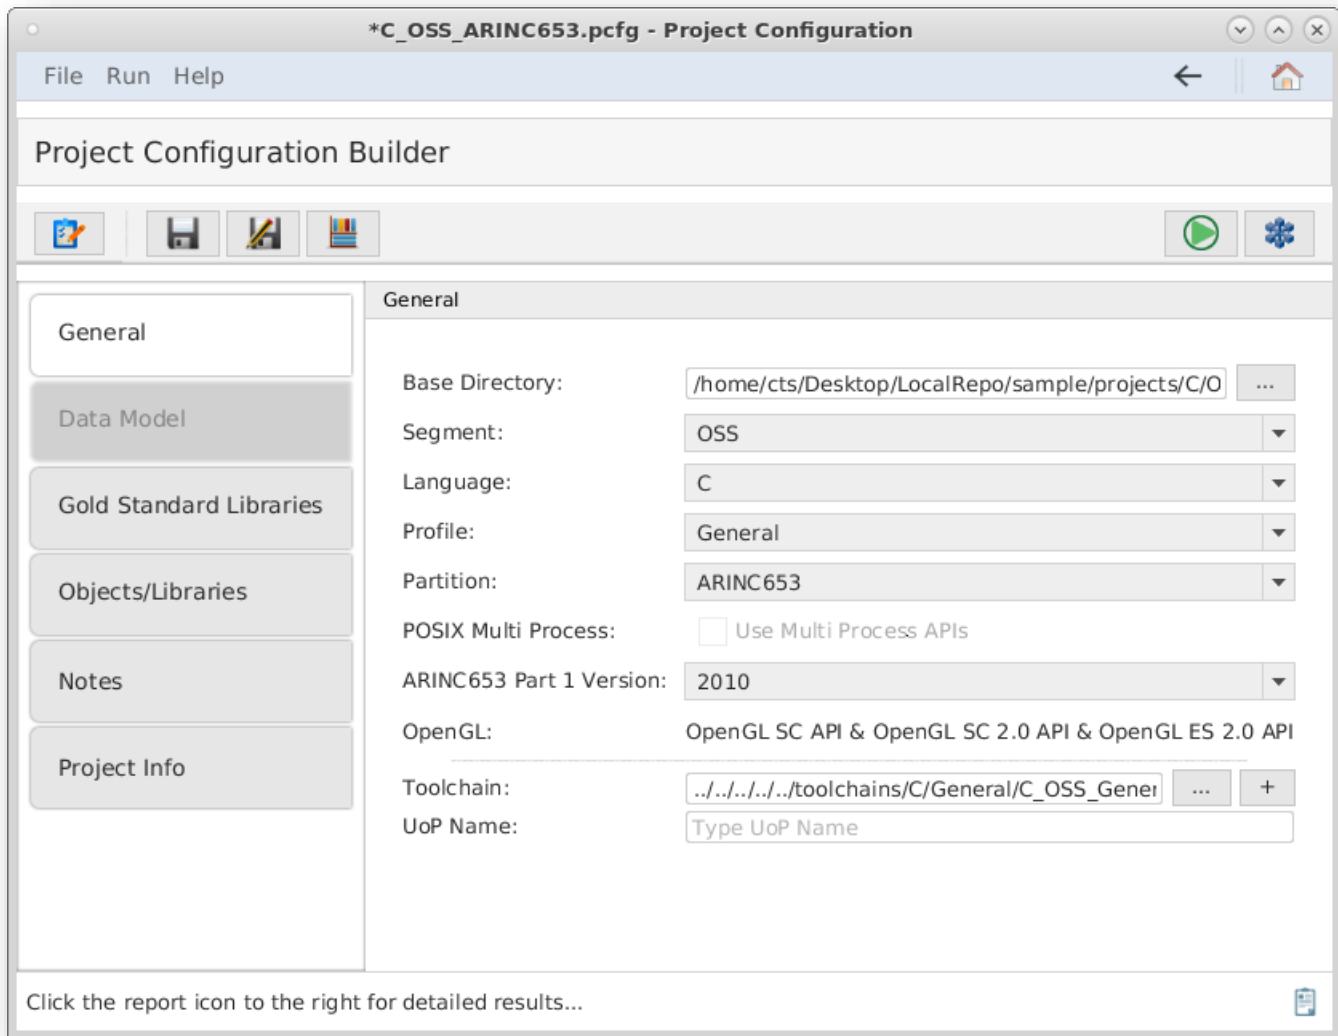 *C_OSS_ARINC653.pcfg - Project Configuration
File Run Help
Project Configuration Builder
General
Data Model
Gold Standard Libraries
Objects/Libraries
Notes
Project Info
General
Base Directory: /home/cts/Desktop/LocalRepo/sample/projects/C/O ...
Segment: OSS
Language: C
Profile: General
Partition: ARINC653
POSIX Multi Process: Use Multi Process APIs
ARINC653 Part 1 Version: 2010
OpenGL: OpenGL SC API & OpenGL SC 2.0 API & OpenGL ES 2.0 API
Toolchain: ../../../../../toolchains/C/General/C_OSS_Gener ... +
UoP Name: Type UoP Name
Click the report icon to the right for detailed results...